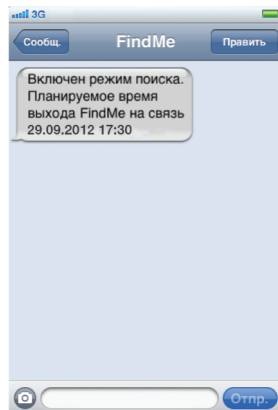 3G
Сообщ. FindMe Править
Включен режим поиска.
Планируемое время
выхода FindMe на связь
29.09.2012 17:30
Отпр.